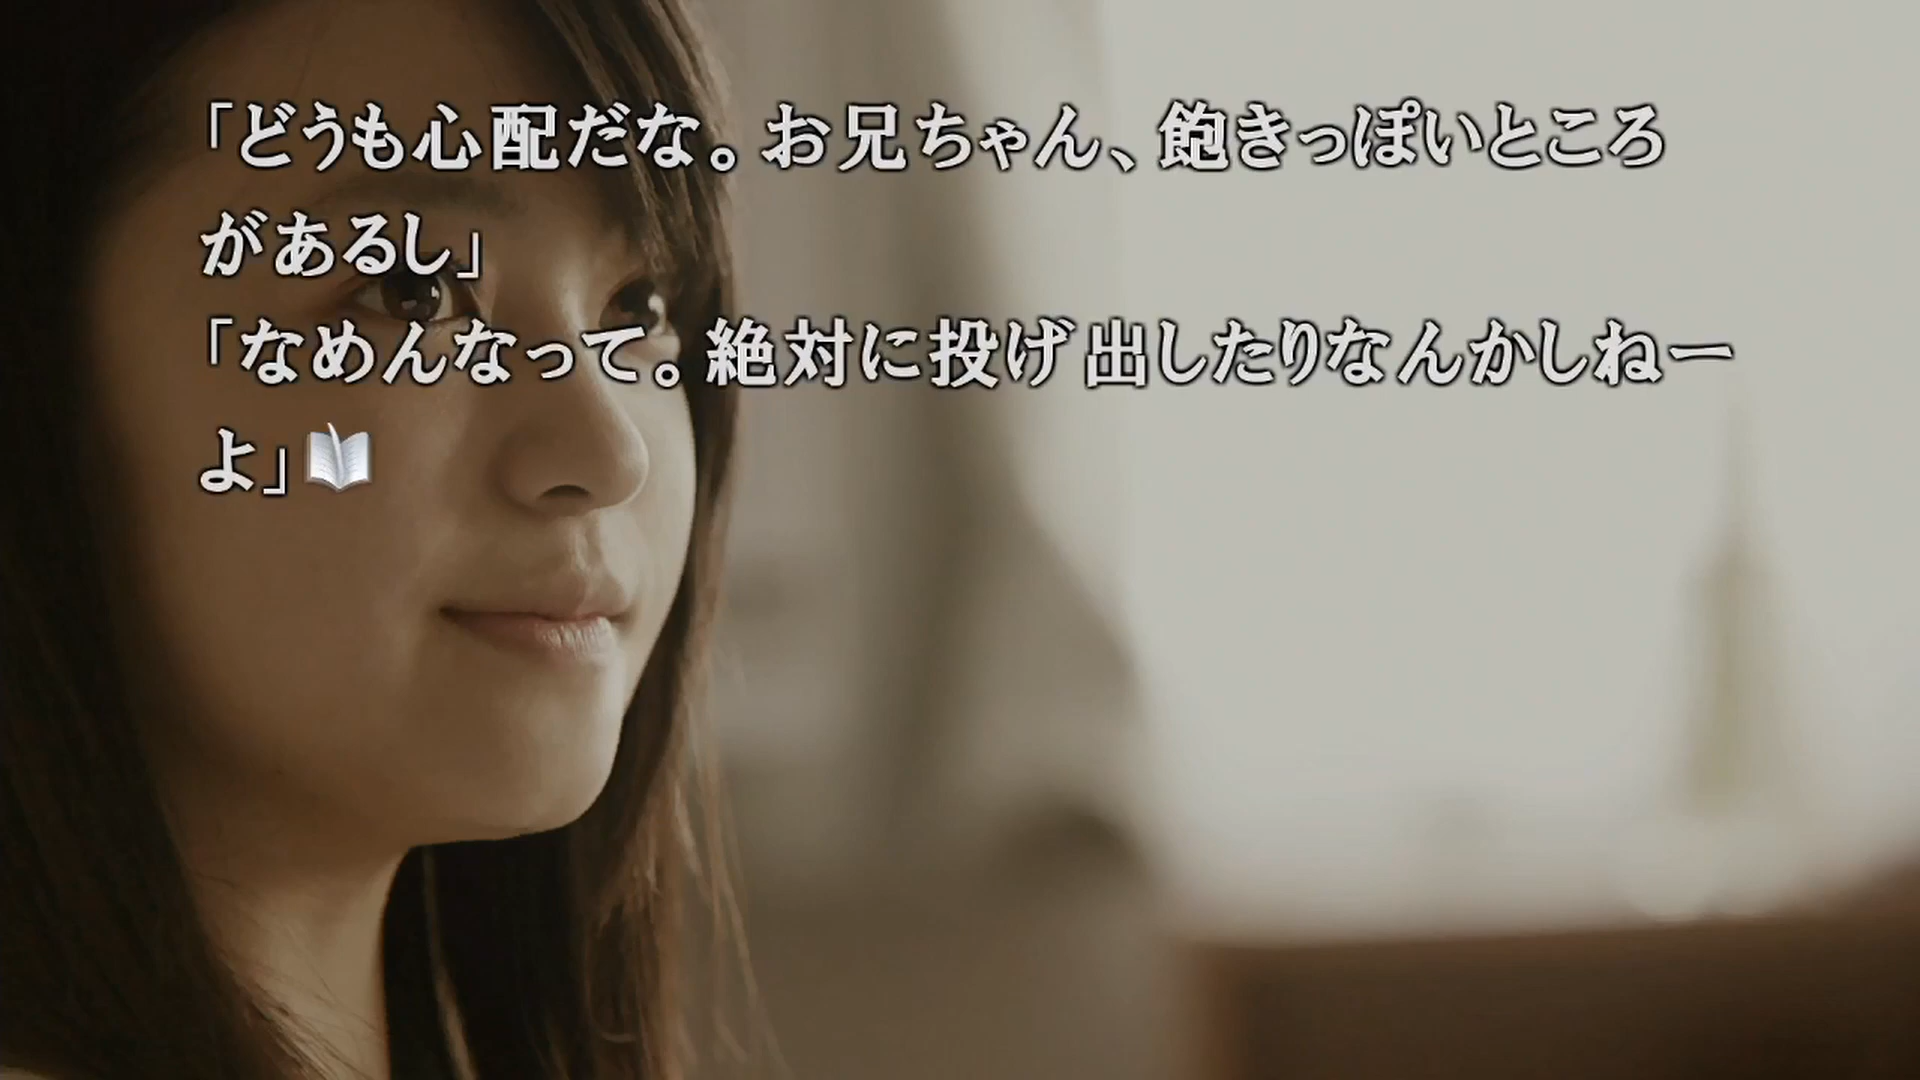 「どうも心配だな。お兄ちゃん、飽きっぽいところ
があるし」
「なめんなって。絶対に投げ出したりなんかしねー
よ」